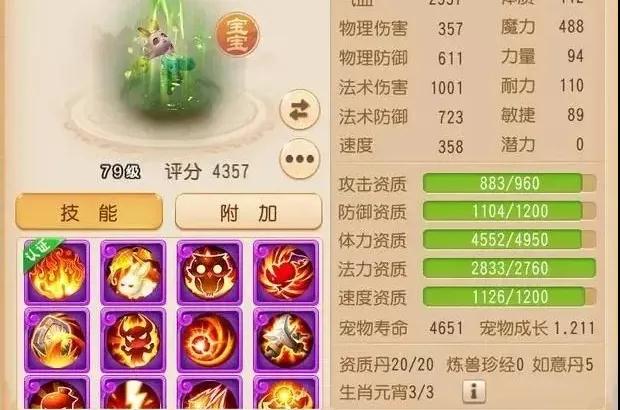 宝宝
79级 评分 4357
技 能 附 加
认证
气血 2557 体质 112
物理伤害 357 魔力 488
物理防御 611 力量 94
法术伤害 1001 耐力 110
法术防御 723 敏捷 89
速度 358 潜力 0
攻击资质 883/960
防御资质 1104/1200
体力资质 4552/4950
法力资质 2833/2760
速度资质 1126/1200
宠物寿命 4651 宠物成长 1.211
资质丹20/20 炼兽珍经0 如意丹5
生肖元宵3/3 i